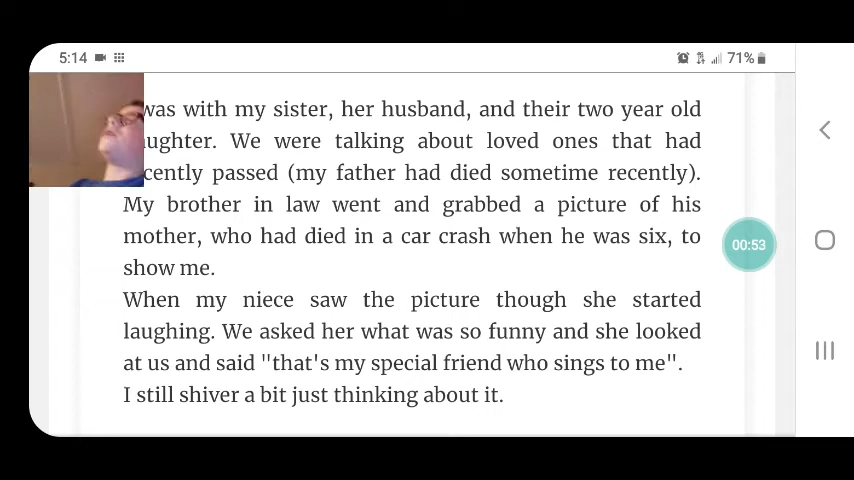 5:14 71%
was with my sister, her husband, and their two year old
We were talking about loved ones that had
passed (my father had died sometime recently).
My brother in law went and grabbed a picture of his
mother, who had died in a car crash when he was six, to
show me.
When my niece saw the picture though she started
laughing. We asked her what was so funny and she looked
at us and said "that's my special friend who sings to me".
I still shiver a bit just thinking about it.
00:53